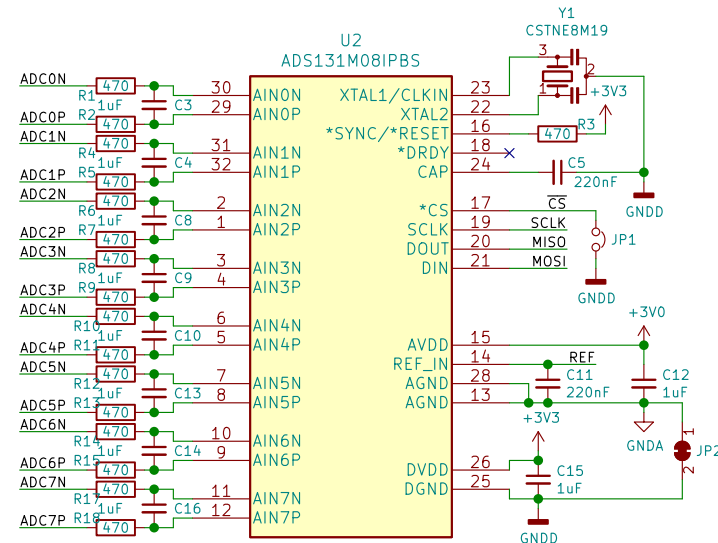 Y1
CSTNE8M19
U2
ADS131M08IPBS
3
2
1
+3V3
ADC0N
470
R1
1uF
C3
30
AIN0N
XTAL1/CLKIN
23
R2
ADC0P
470
29
AIN0P
XTAL2
22
ADC1N
470
R4
1uF
C4
*SYNC/*RESET
16
470
R3
31
AIN1N
*DRDY
18
R5
ADC1P
470
32
AIN1P
CAP
24
C5
220nF
GNDD
ADC2N
470
R6
1uF
C8
2
AIN2N
*CS
17
CS
R7
ADC2P
470
1
AIN2P
SCLK
19
SCLK
JP1
DOUT
20
MISO
ADC3N
470
R8
1uF
C9
3
AIN3N
DIN
21
MOSI
R9
ADC3P
470
4
AIN3P
GNDD
ADC4N
470
R10
1uF
C10
6
AIN4N
+3V0
R11
ADC4P
470
5
AIN4P
AVDD
15
REF_IN
14
REF
ADC5N
470
R12
1uF
C13
7
AIN5N
AGND
28
C11
220nF
C12
1uF
R13
ADC5P
470
8
AIN5P
AGND
13
+3V3
GNDA
ADC6N
470
R14
1uF
C14
10
AIN6N
1
JP2
2
R15
ADC6P
470
9
AIN6P
DVDD
26
C15
1uF
ADC7N
470
R17
1uF
C16
11
AIN7N
DGND
25
R18
ADC7P
470
12
AIN7P
GNDD